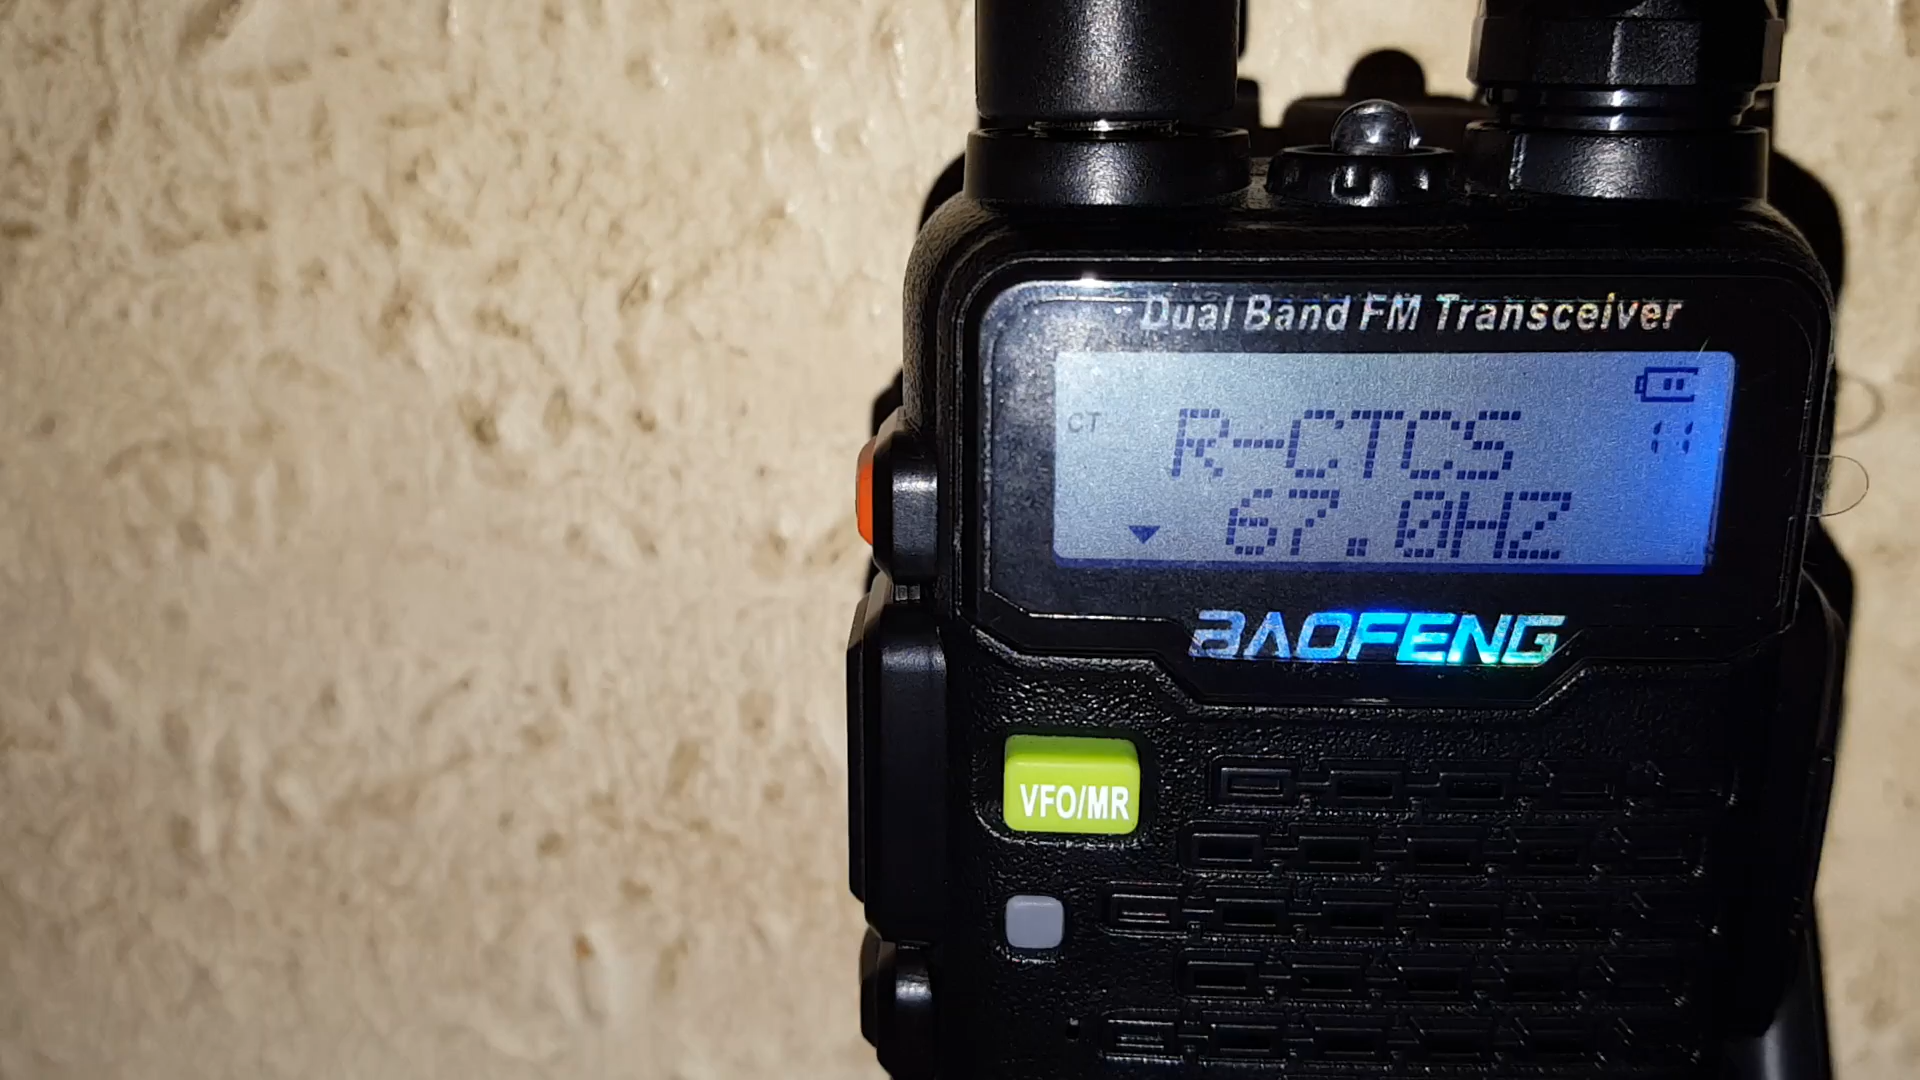 Dual Band FM Transceiver
CT R-CTCS 11
67.0HZ
BAOFENG
VFO/MR